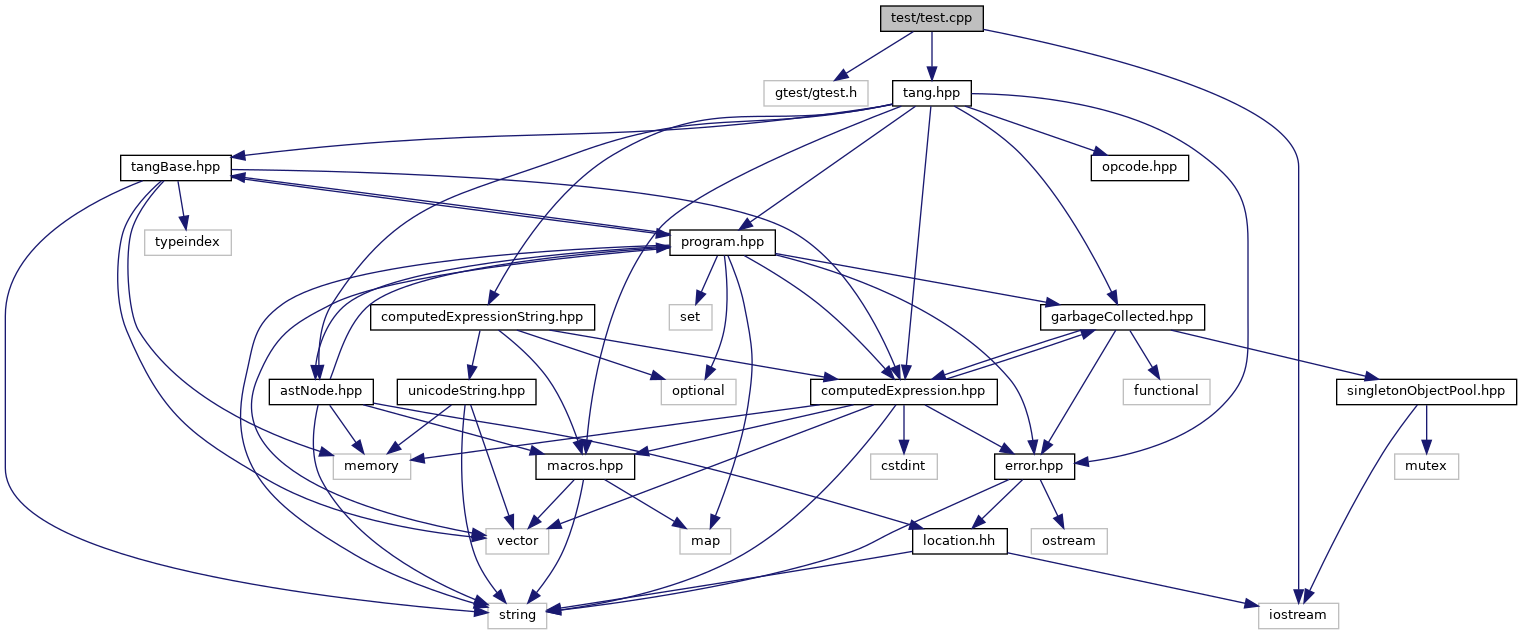 test/test.cpp
gtest/gtest.h
tang.hpp
tangBase.hpp
opcode.hpp
typeindex
program.hpp
computedExpressionString.hpp
set
garbageCollected.hpp
astNode.hpp
unicodeString.hpp
optional
computedExpression.hpp
functional
singletonObjectPool.hpp
memory
macros.hpp
cstdint
error.hpp
mutex
vector
map
location.hh
ostream
string
iostream